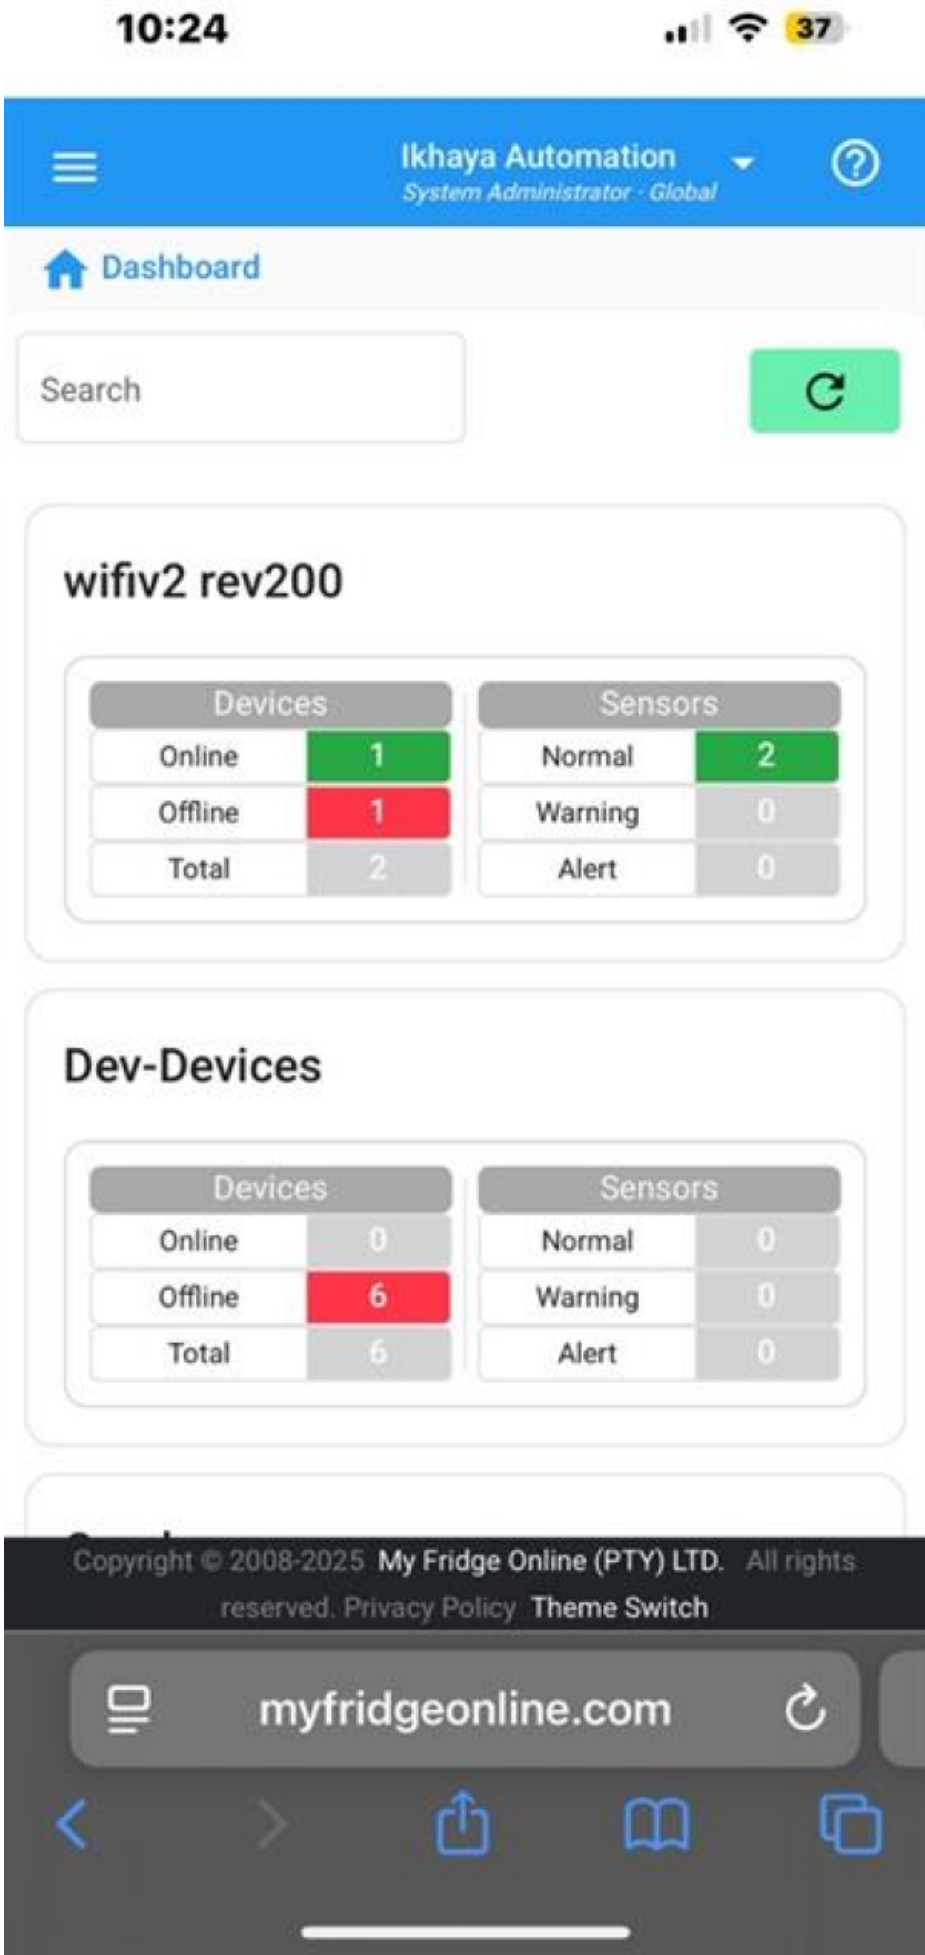 10:24
37
Ikhaya Automation
System Administrator - Global
Dashboard
Search
wifiv2 rev200
Devices Sensors
Online 1 Normal 2
Offline 1 Warning 0
Total 2 Alert 0
Dev-Devices
Devices Sensors
Online 0 Normal 0
Offline 6 Warning 0
Total 6 Alert 0
Copyright © 2008-2025 My Fridge Online (PTY) LTD. All rights
reserved. Privacy Policy Theme Switch
myfridgeonline.com